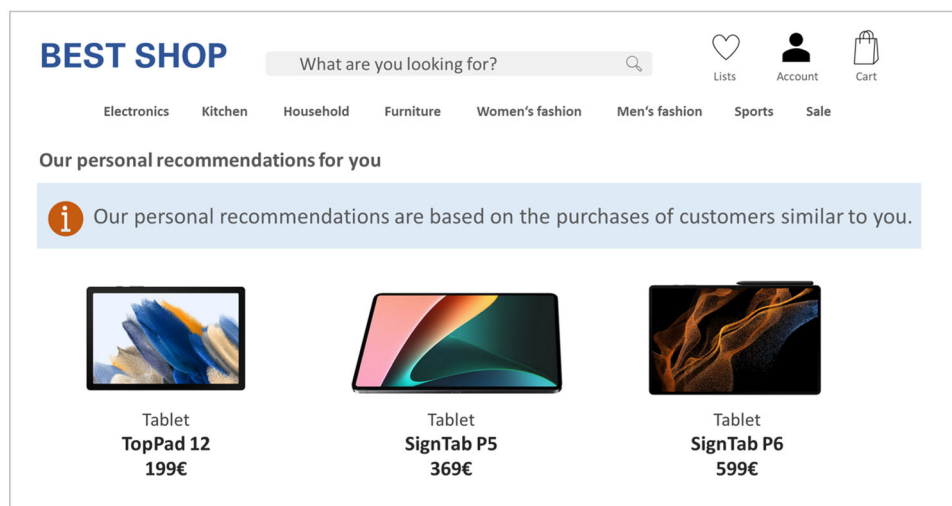 BEST SHOP
What are you looking for?
Lists
Account
Cart
Electronics Kitchen Household Furniture Women‘s fashion Men‘s fashion Sports Sale
Our personal recommendations for you
i Our personal recommendations are based on the purchases of customers similar to you.
Tablet
TopPad 12
199€
Tablet
SignTab P5
369€
Tablet
SignTab P6
599€